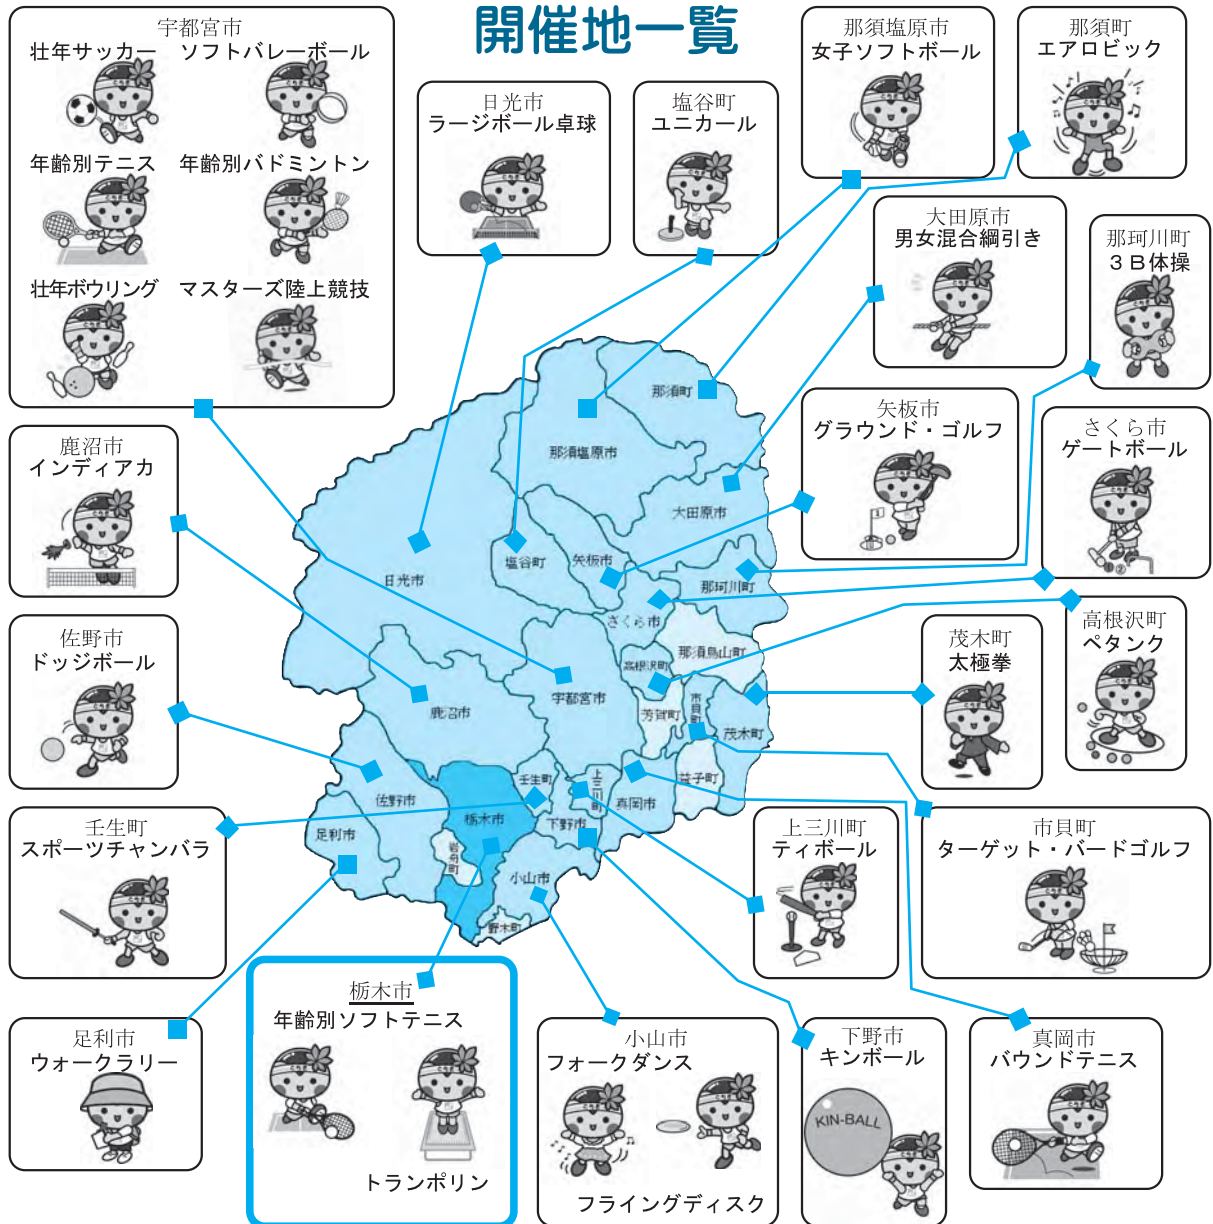 開催地一覧
宇都宮市
壮年サッカー
ソフトバレーボール
年齢別テニス
年齢別バドミントン
壮年ボウリング
マスターズ陸上競技
日光市
ラージボール卓球
塩谷町
ユニカール
那須塩原市
女子ソフトボール
那須町
エアロビック
大田原市
男女混合綱引き
那珂川町
3B体操
矢板市
グラウンド・ゴルフ
さくら市
ゲートボール
鹿沼市
インディアカ
佐野市
ドッジボール
茂木町
太極拳
高根沢町
ペタンク
壬生町
スポーツチャンバラ
上三川町
ティボール
市貝町
ターゲット・バードゴルフ
足利市
ウォークラリー
栃木市
年齢別ソフトテニス
トランポリン
小山市
フォークダンス
フライングディスク
下野市
キンボール
KIN-BALL
真岡市
バウンドテニス
那須町
那須塩原市
大田原市
日光市
塩谷町
矢板市
那珂川町
さくら市
那須烏山町
高根沢町
宇都宮市
鹿沼市
芳賀町
市貝町
茂木町
益子町
真岡市
上三川町
壬生町
下野市
佐野市
栃木市
足利市
岩舟町
小山市
野木町